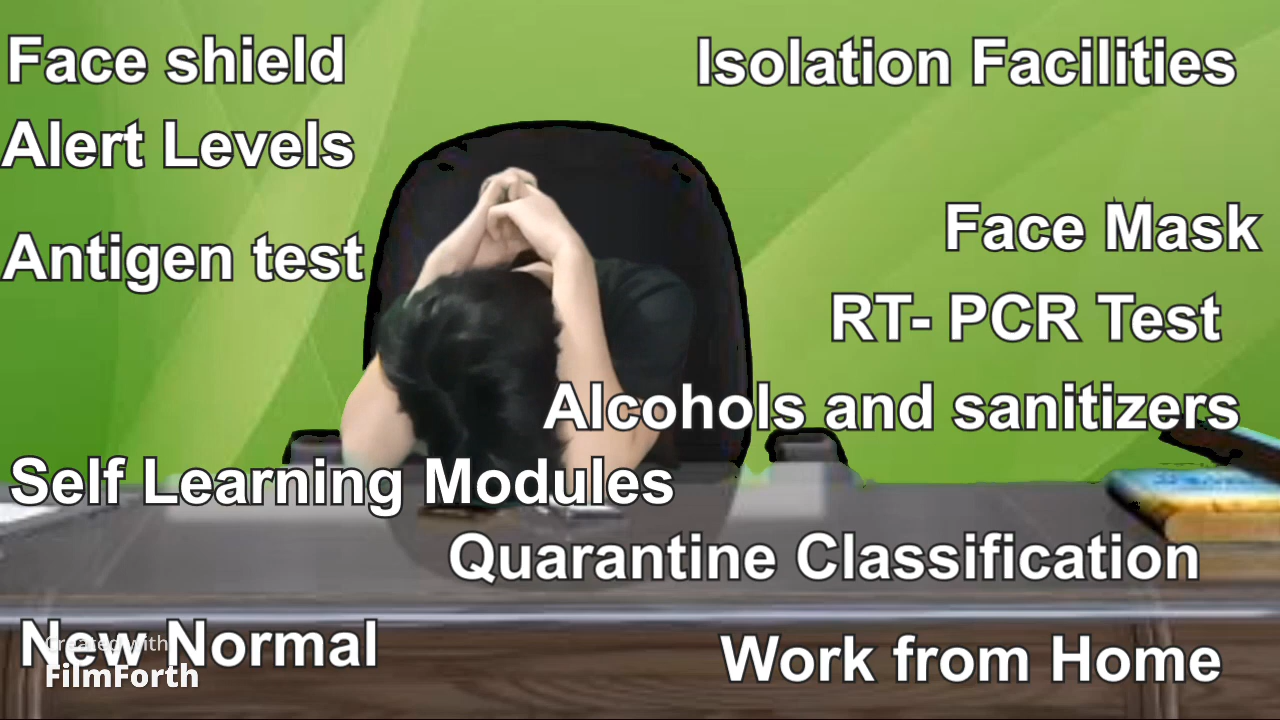 Face shield
Isolation Facilities
Alert Levels
Face Mask
Antigen test
RT- PCR Test
Alcohols and sanitizers
Self Learning Modules
Quarantine Classification
New Normal
Created with
FilmForth
Work from Home